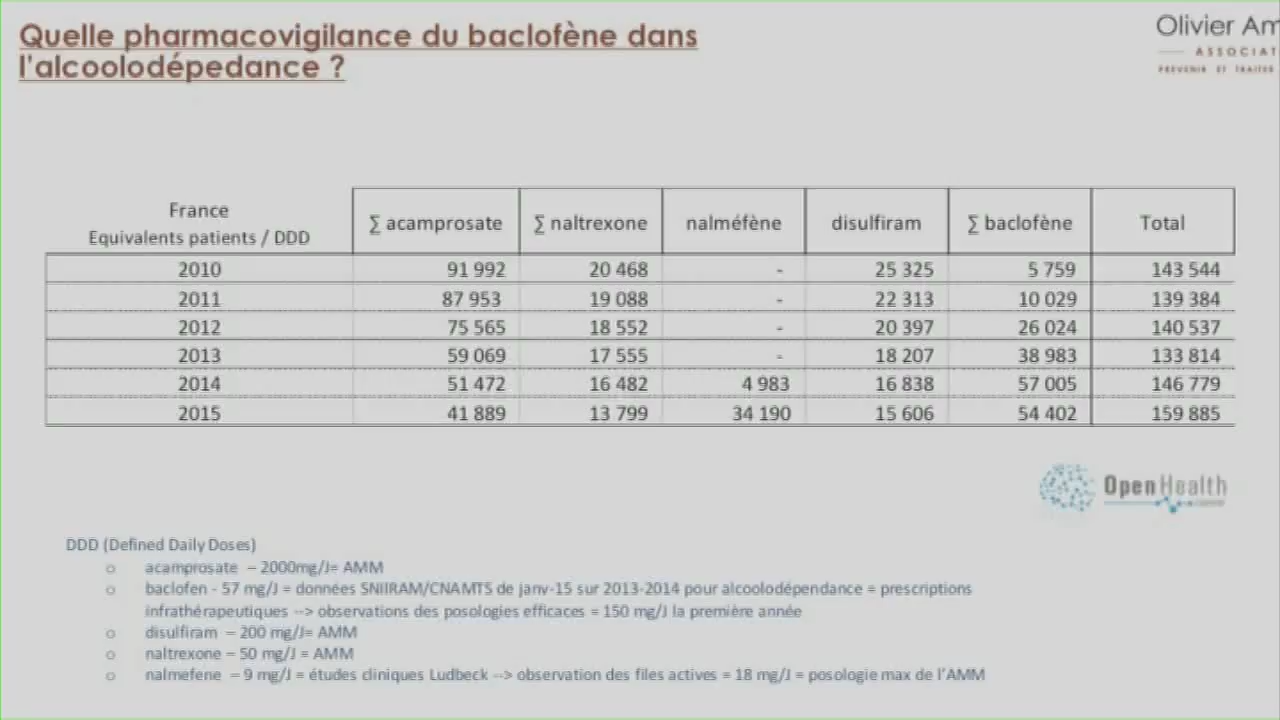 Quelle pharmacovigilance du baclofène dans
l'alcoolodépedance ?
Olivier Am
ASSOCIAT
PREVENIR ET TRAITER
France
Equivalents patients / DDD
∑ acamprosate ∑ naltrexone nalméfène disulfiram ∑ baclofène Total
2010 91 992 20 468 - 25 325 5 759 143 544
2011 87 953 19 088 - 22 313 10 029 139 384
2012 75 565 18 552 - 20 397 26 024 140 537
2013 59 069 17 555 - 18 207 38 983 133 814
2014 51 472 16 482 4 983 16 838 57 005 146 779
2015 41 889 13 799 34 190 15 606 54 402 159 885
OpenHealth
DDD (Defined Daily Doses)
o acamprosate – 2000mg/J= AMM
o baclofen - 57 mg/J = données SNIIRAM/CNAMTS de janv-15 sur 2013-2014 pour alcoolodépendance = prescriptions
infrathérapeutiques --> observations des posologies efficaces = 150 mg/J la première année
o disulfiram – 200 mg/J= AMM
o naltrexone – 50 mg/J = AMM
o nalmefene – 9 mg/J = études cliniques Ludbeck --> observation des files actives = 18 mg/J = posologie max de l'AMM